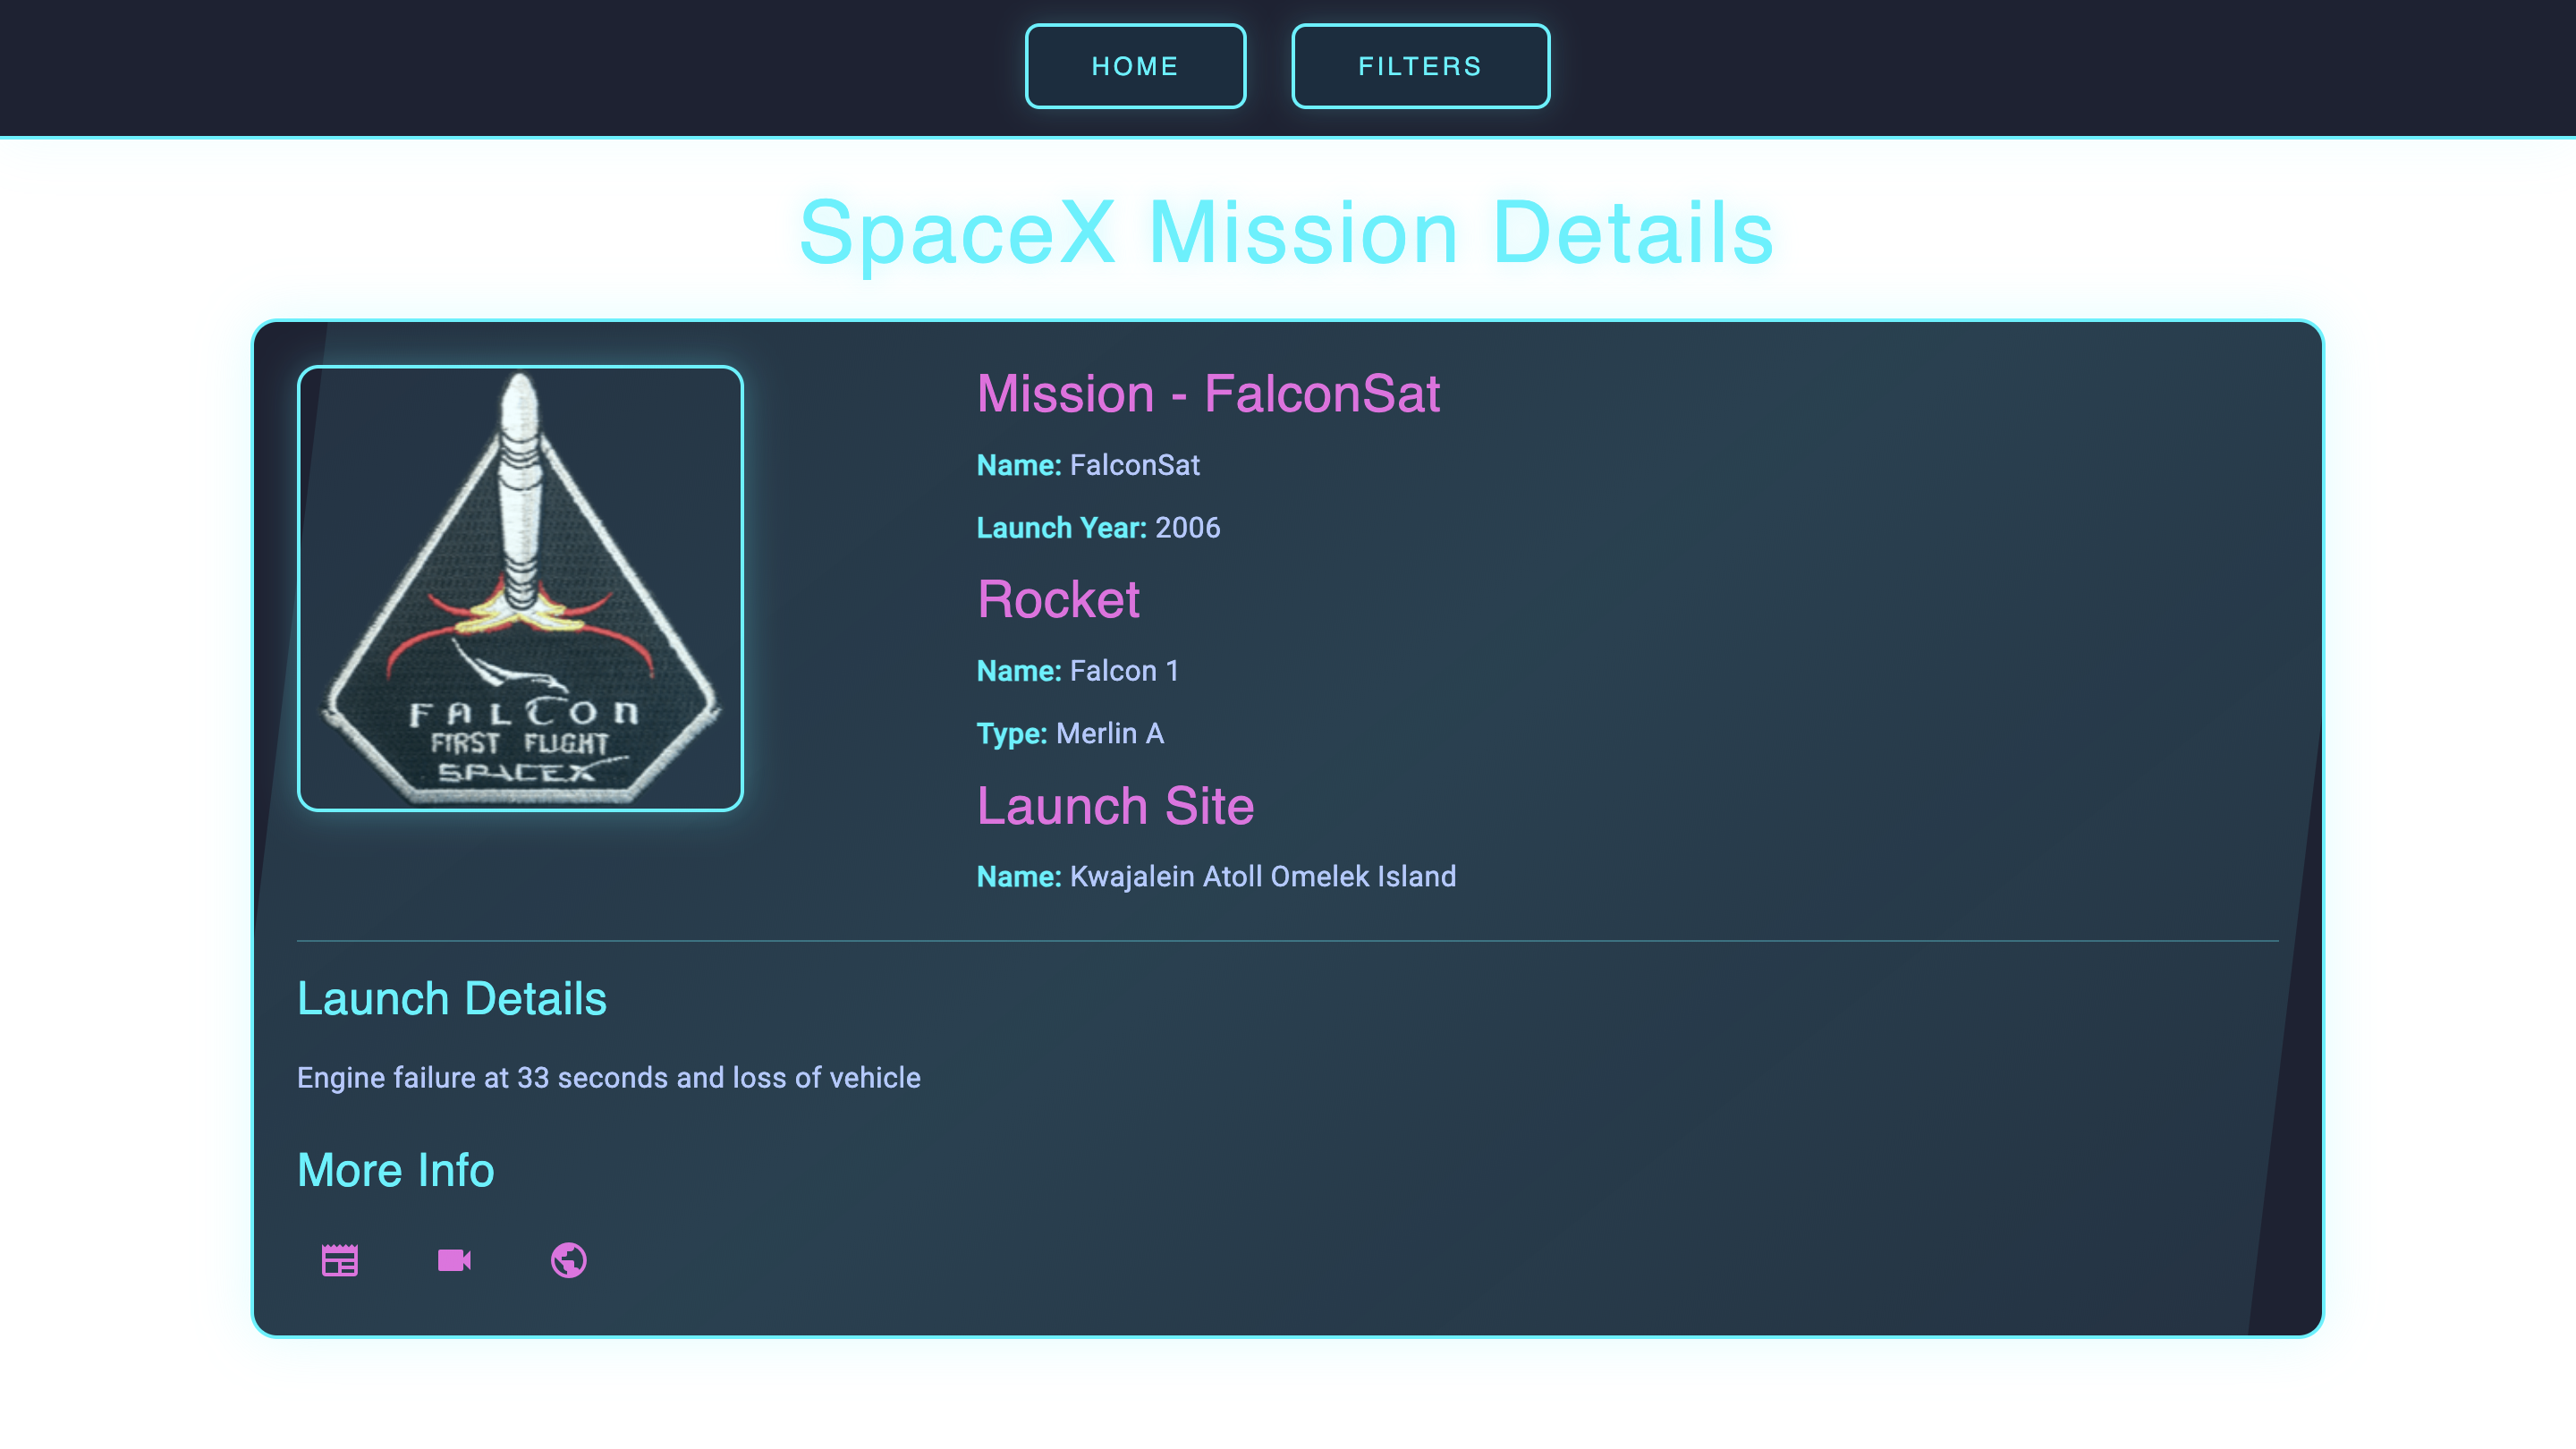 HOME
FILTERS
SpaceX Mission Details
FALCON
FIRST FLIGHT
SPACEX
Mission - FalconSat
Name: FalconSat
Launch Year: 2006
Rocket
Name: Falcon 1
Type: Merlin A
Launch Site
Name: Kwajalein Atoll Omelek Island
Launch Details
Engine failure at 33 seconds and loss of vehicle
More Info